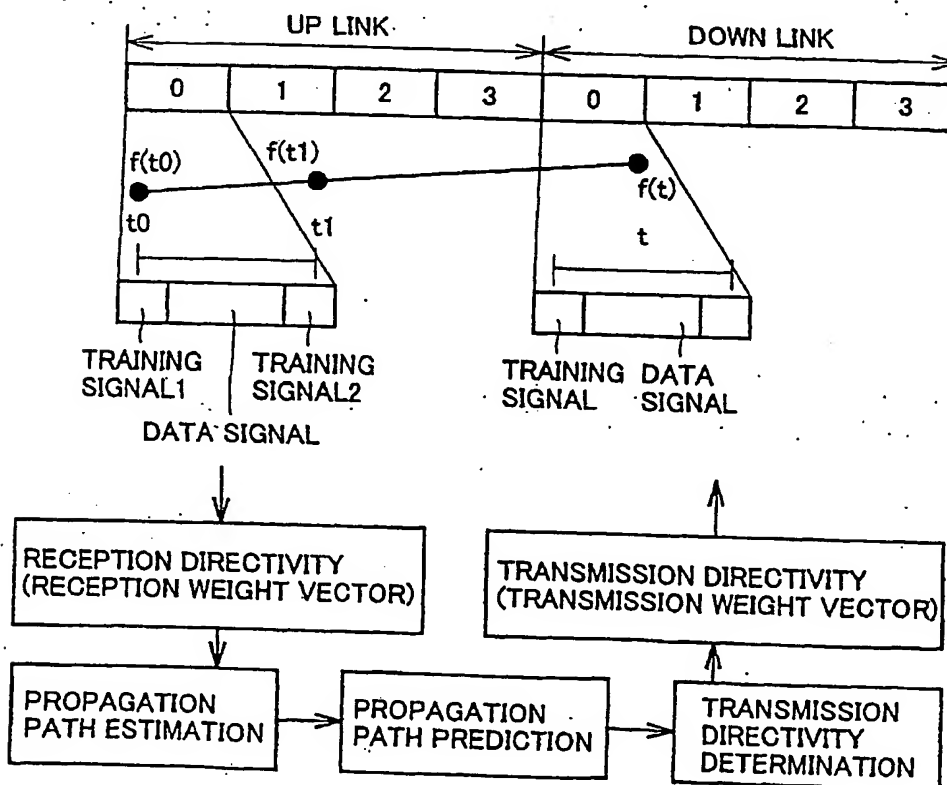 UP LINK
DOWN LINK
0 1 2 3 0 1 2 3
f(t0)
f(t1)
f(t)
t0
t1
t
TRAINING
SIGNAL1
TRAINING
SIGNAL2
DATA SIGNAL
TRAINING
SIGNAL
DATA
SIGNAL
RECEPTION DIRECTIVITY
(RECEPTION WEIGHT VECTOR)
TRANSMISSION DIRECTIVITY
(TRANSMISSION WEIGHT VECTOR)
PROPAGATION
PATH ESTIMATION
PROPAGATION
PATH PREDICTION
TRANSMISSION
DIRECTIVITY
DETERMINATION